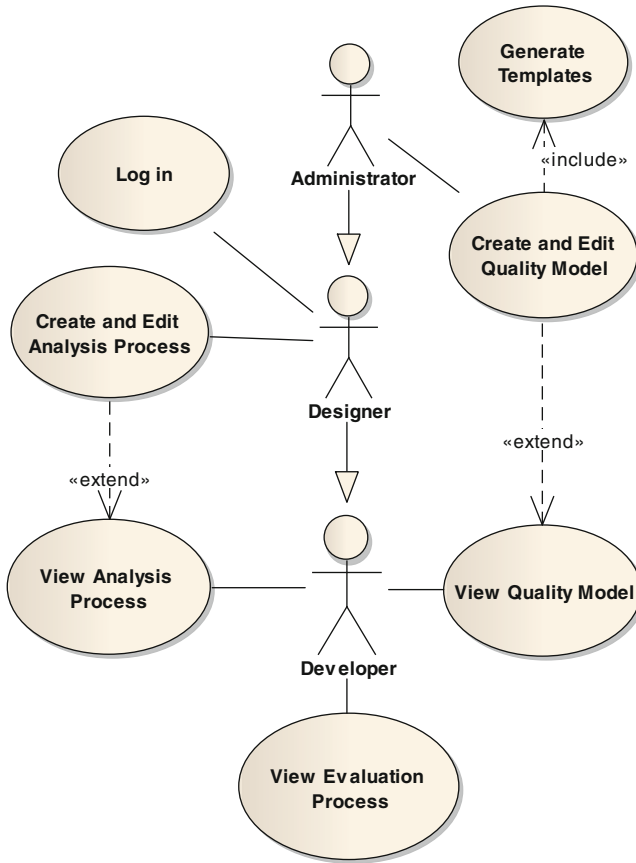 Generate
Templates
«include»
Log in
Administrator
Create and Edit
Quality Model
Create and Edit
Analysis Process
Designer
«extend»
«extend»
View Analysis
Process
View Quality Model
Developer
View Evaluation
Process